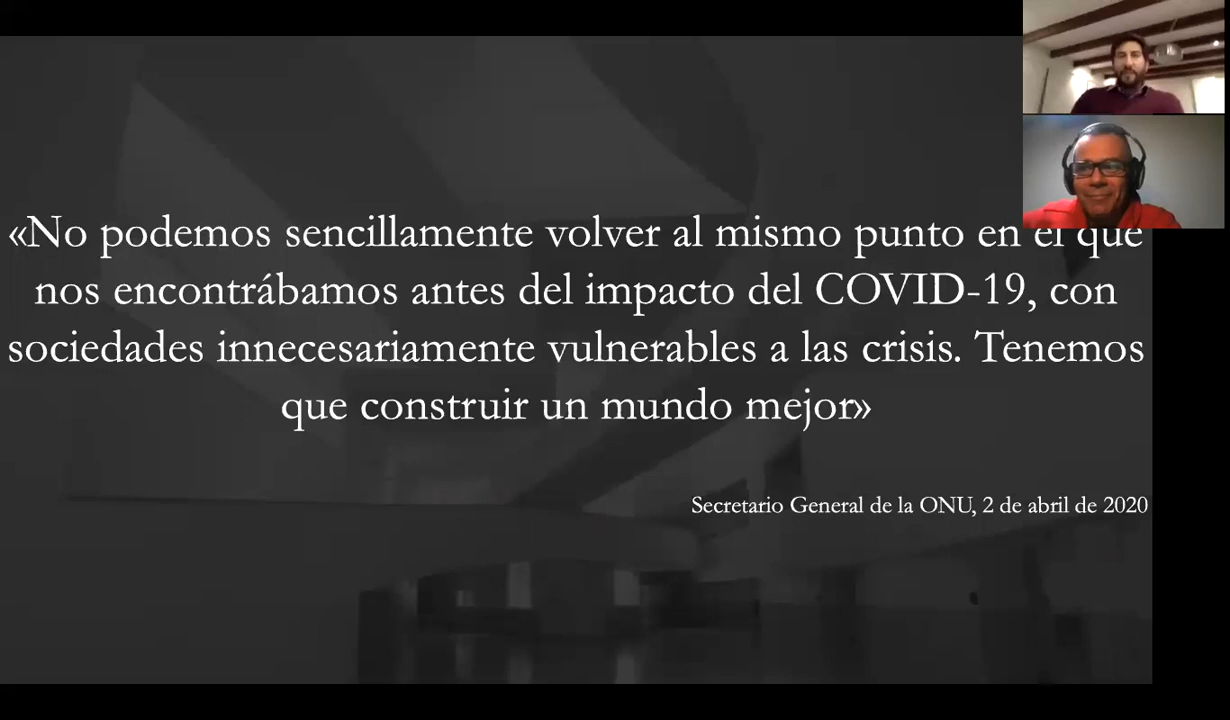 «No podemos sencillamente volver al mismo punto en el que
nos encontrábamos antes del impacto del COVID-19, con
sociedades innecesariamente vulnerables a las crisis. Tenemos
que construir un mundo mejor»
Secretario General de la ONU, 2 de abril de 2020